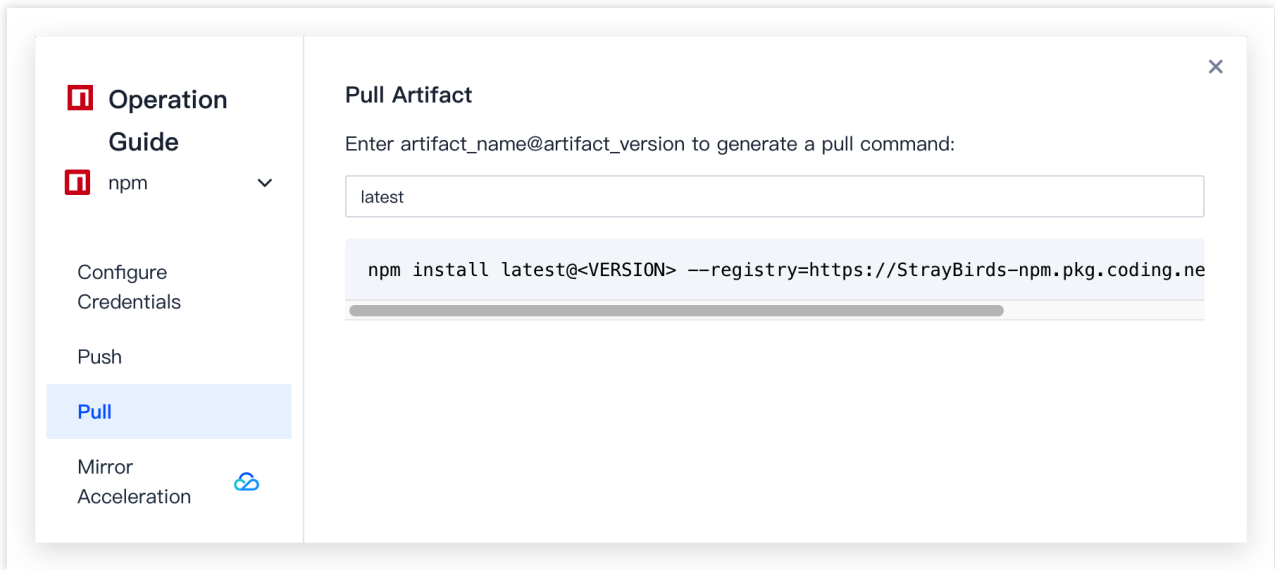 Operation
Guide
npm
Configure
Credentials
Push
Pull
Mirror
Acceleration
Pull Artifact
Enter artifact_name@artifact_version to generate a pull command:
latest
npm install latest@<VERSION> --registry=https://StrayBirds-npm.pkg.coding.ne